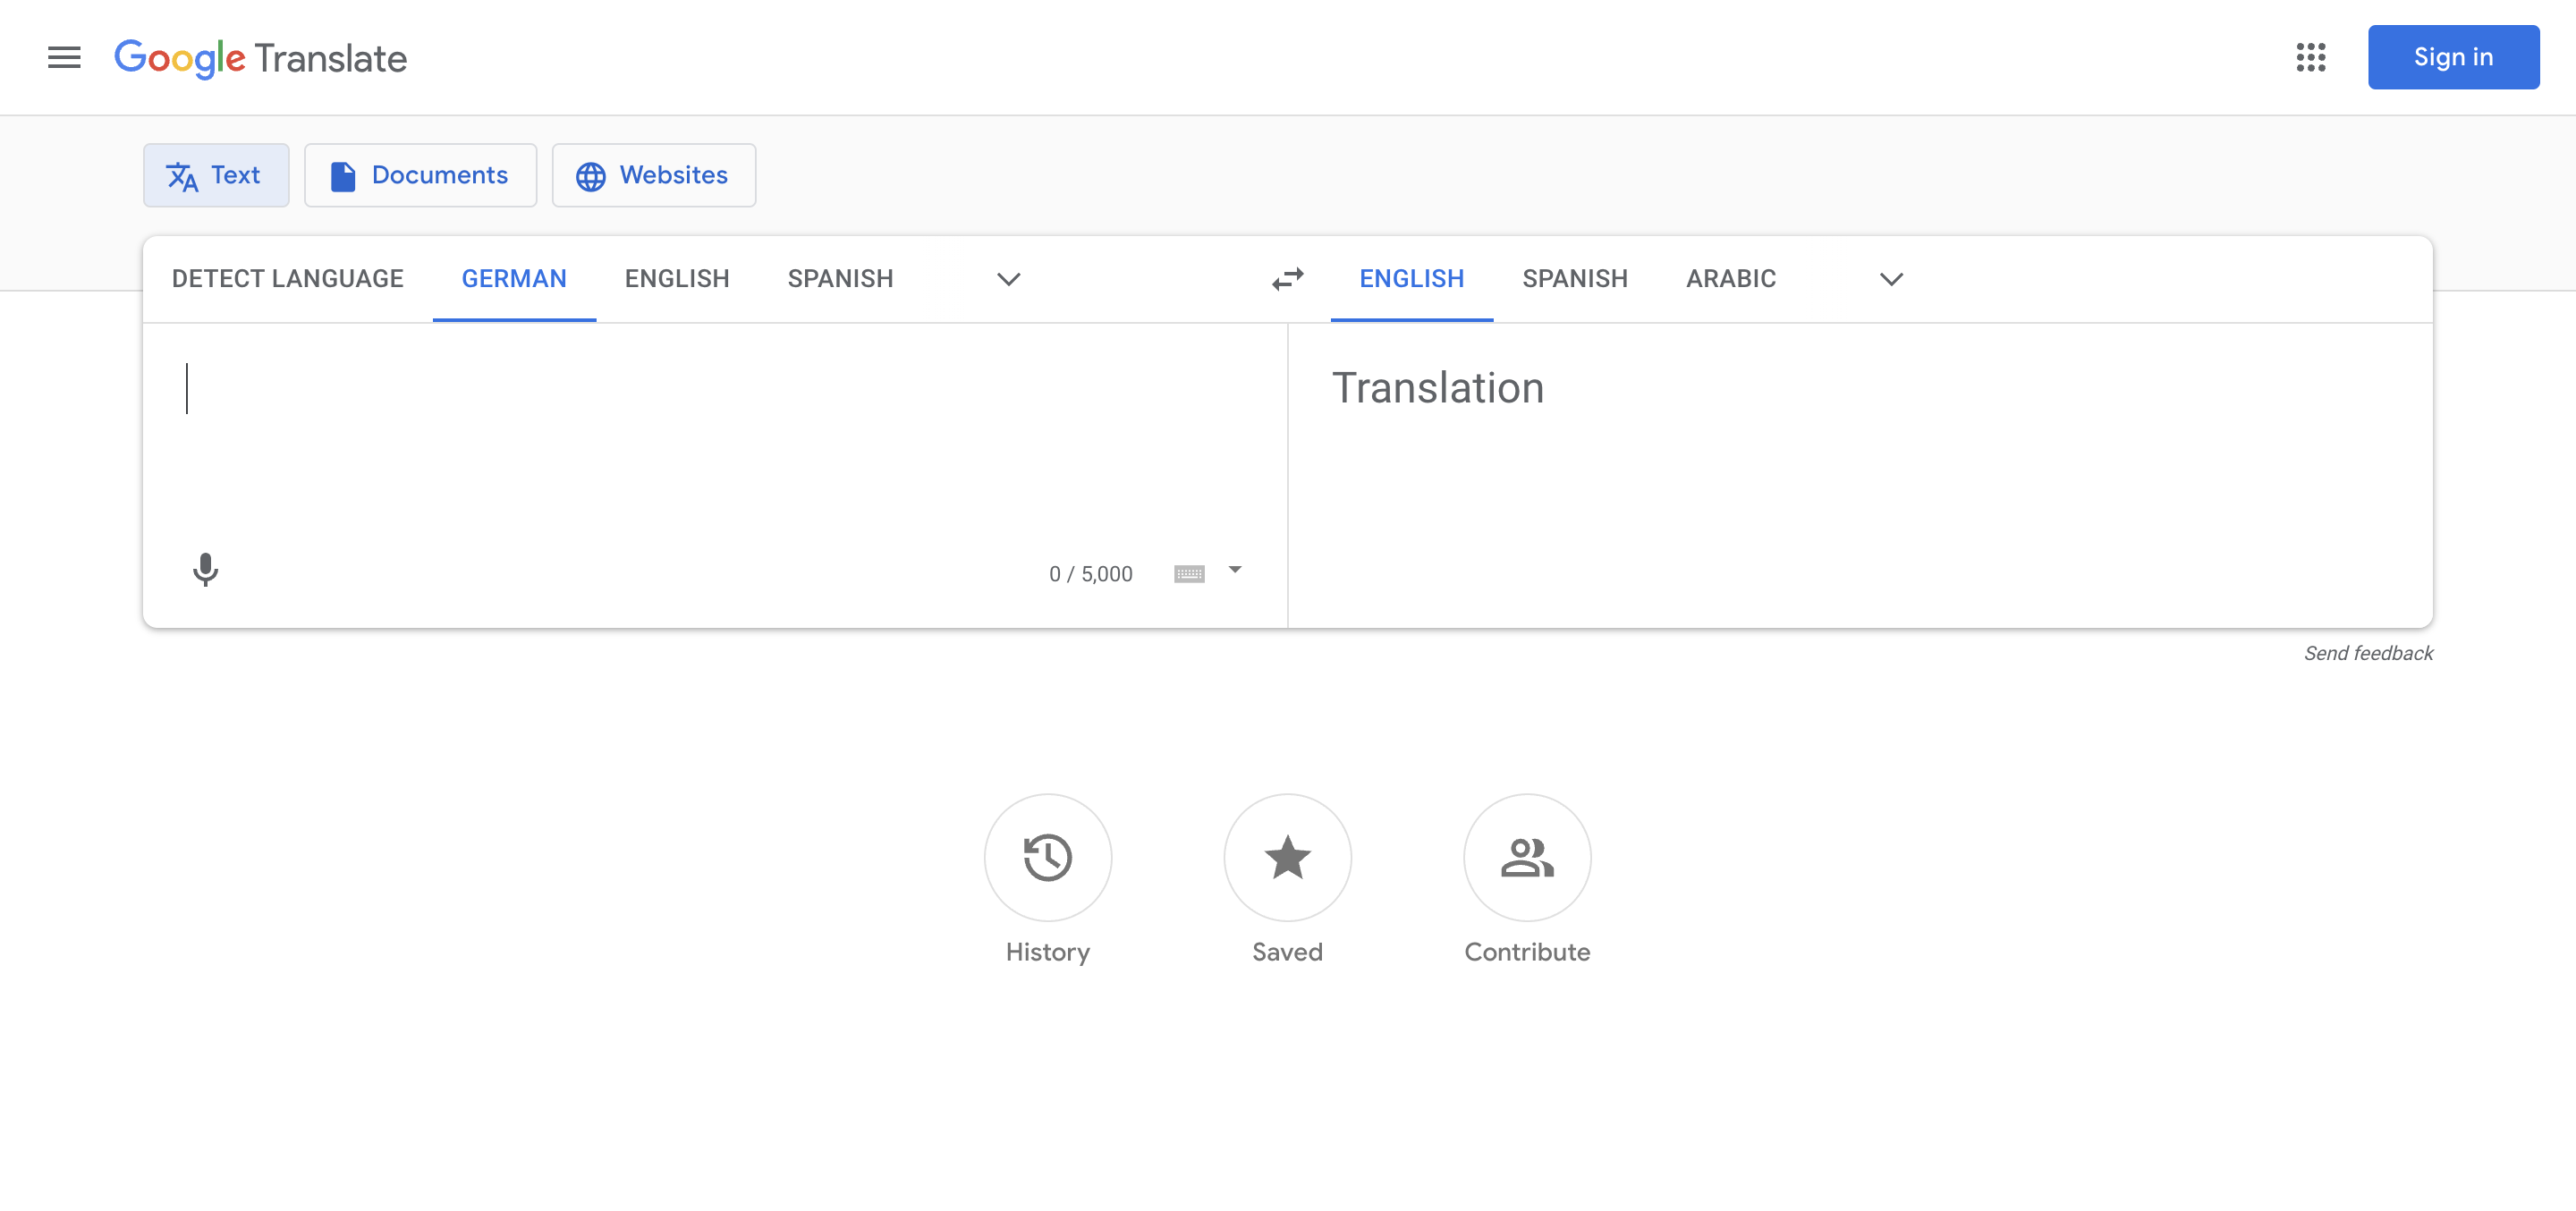 Google Translate
Sign in
Text
Documents
Websites
DETECT LANGUAGE
GERMAN
ENGLISH
SPANISH
ENGLISH
SPANISH
ARABIC
Translation
0 / 5,000
Send feedback
History
Saved
Contribute